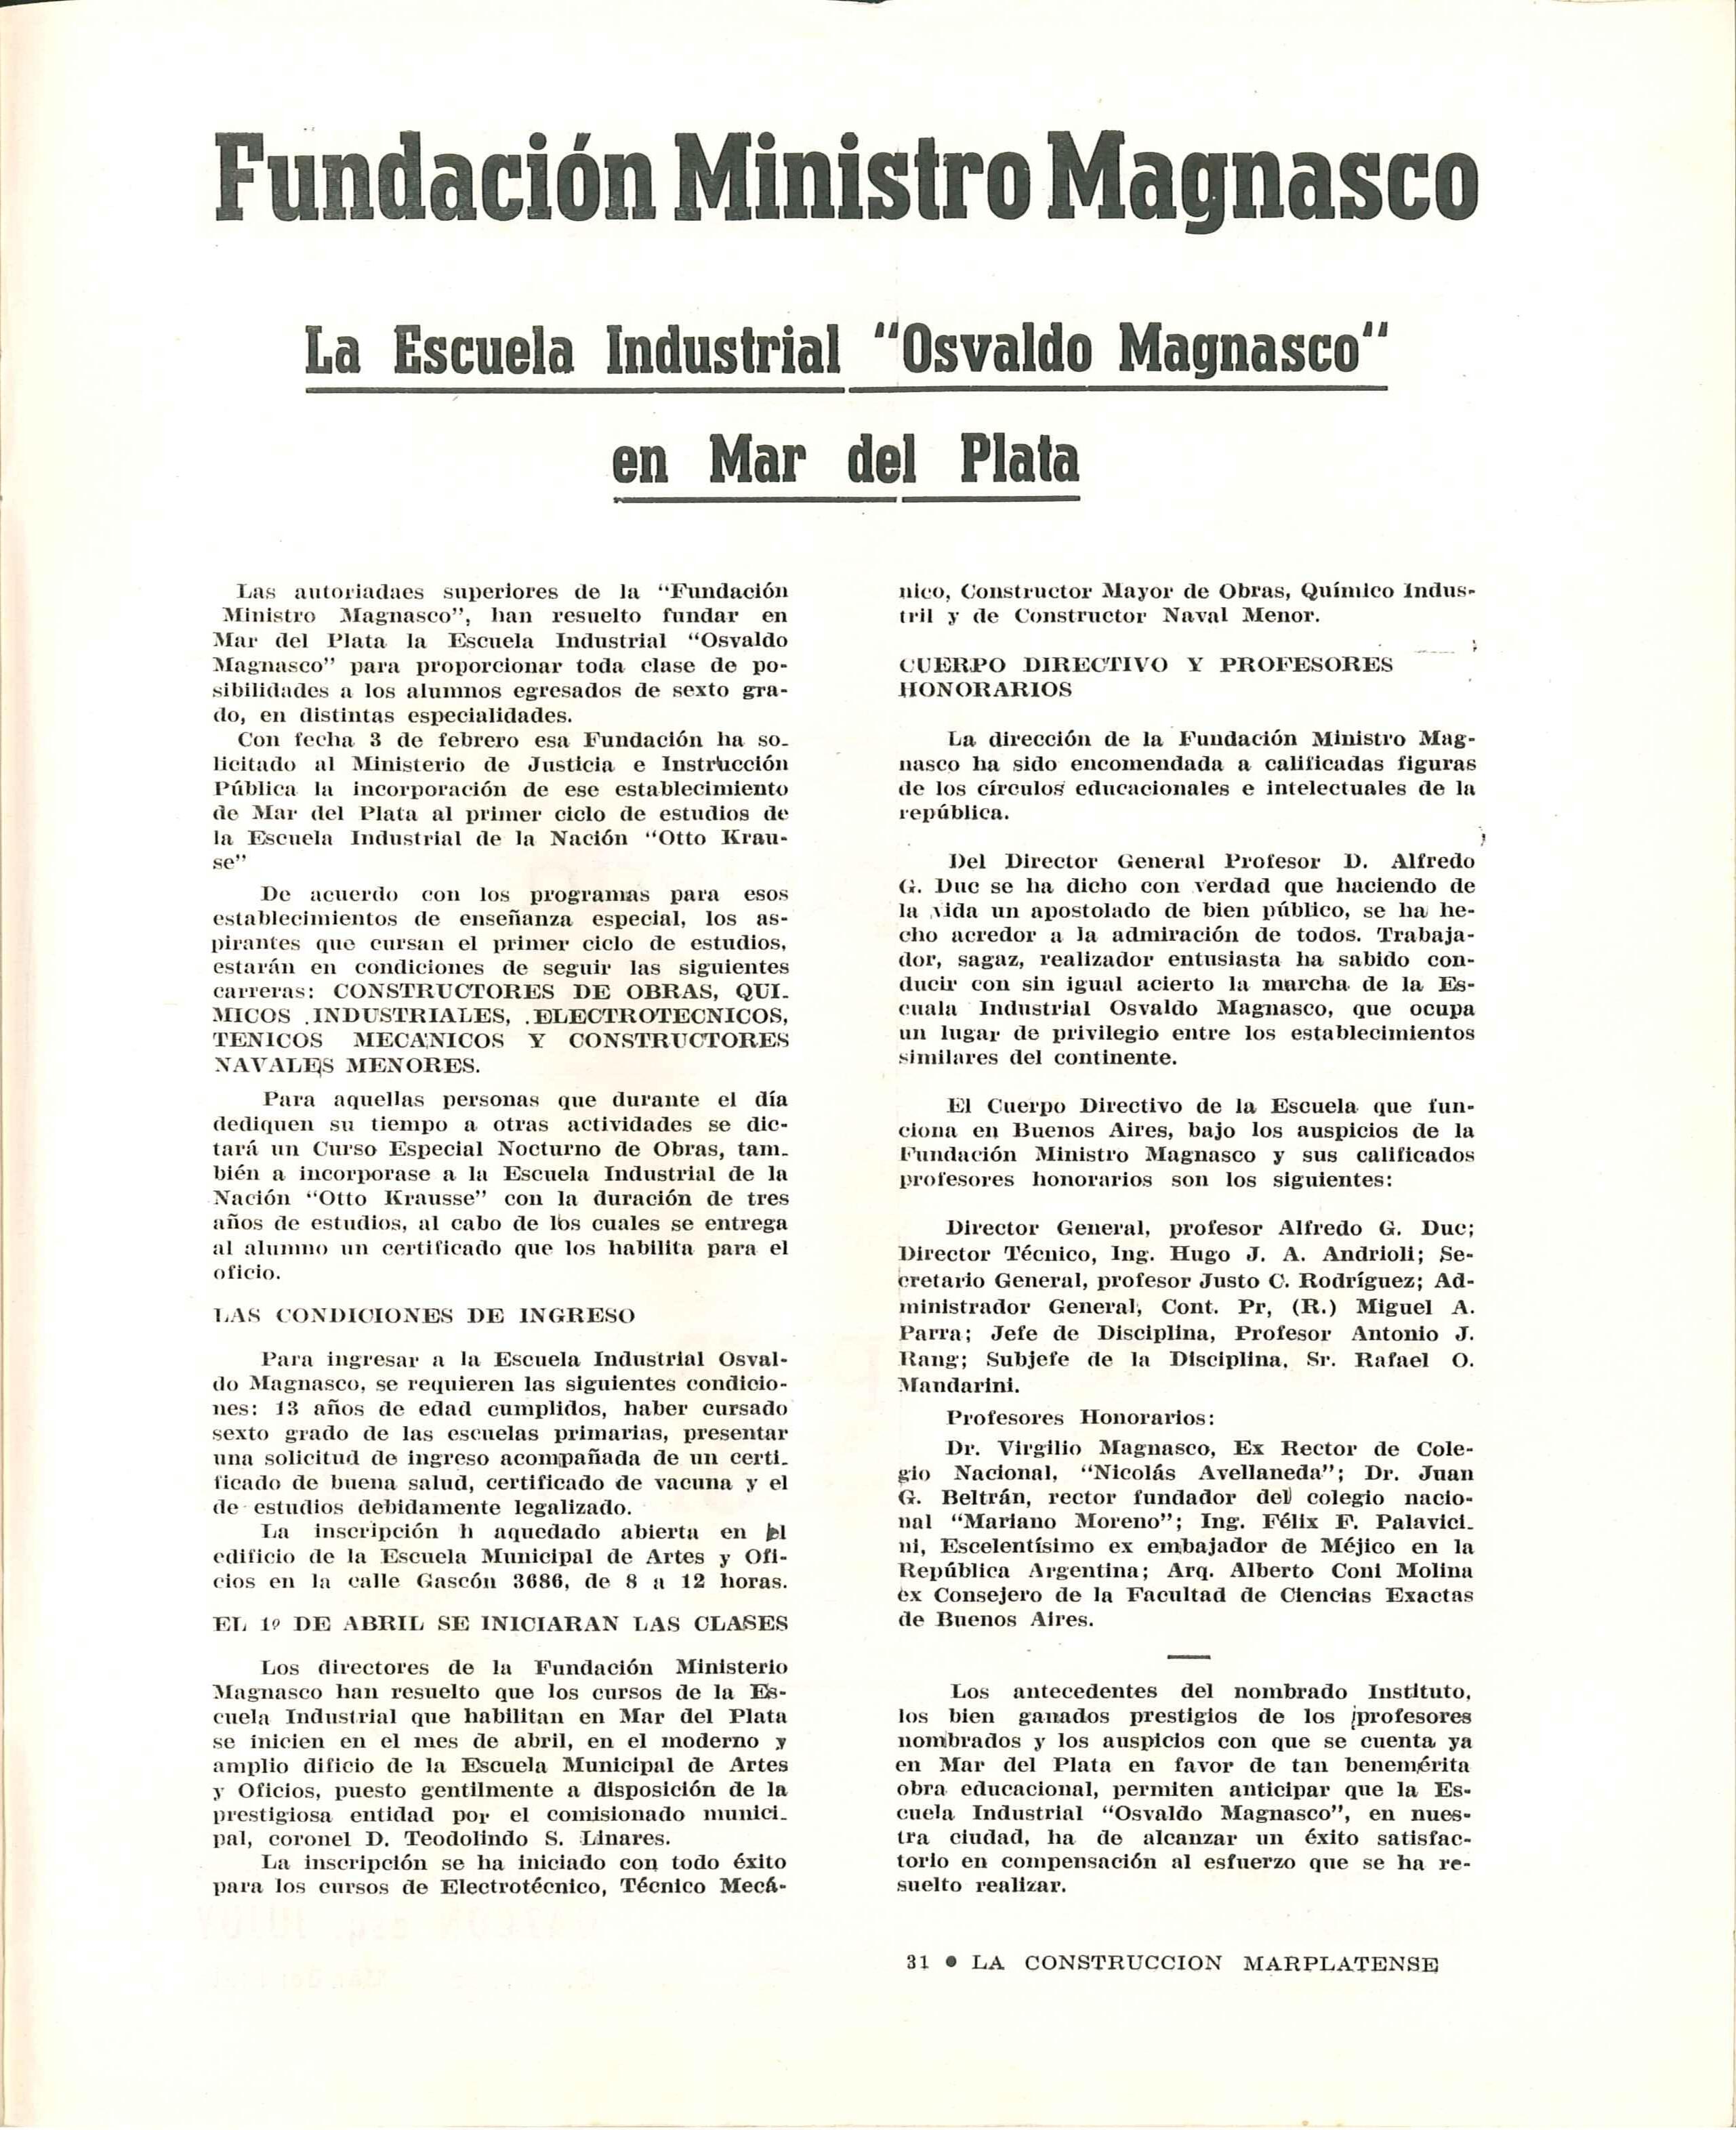 Fundación Ministro Magnasco
La Escuela Industrial "Osvaldo Magnasco"
en Mar del Plata
Las autoriadaes superiores de la "Fundación
Ministro Magnasco", han resuelto fundar en
Mar del Plata la Escuela Industrial "Osvaldo
Magnasco" para proporcionar toda clase de po-
sibilidades a los alumnos egresados de sexto gra-
do, en distintas especialidades.
Con fecha 3 de febrero esa Fundación ha so-
licitado al Ministerio de Justicia e Instrucción
Pública la incorporación de ese establecimiento
de Mar del Plata al primer ciclo de estudios de
la Escuela Industrial de la Nación "Otto Krau-
se"
De acuerdo con los programas para esos
establecimientos de enseñanza especial, los as-
pirantes que cursan el primer ciclo de estudios,
estarán en condiciones de seguir las siguientes
carreras: CONSTRUCTORES DE OBRAS, QUI-
MICOS .INDUSTRIALES, .ELECTROTECNICOS,
TENICOS MECANICOS Y CONSTRUCTORES
NAVALES MENORES.
Para aquellas personas que durante el día
dediquen su tiempo a otras actividades se dic-
tará un Curso Especial Nocturno de Obras, tam-
bién a incorporase a la Escuela Industrial de la
Nación "Otto Krausse" con la duración de tres
años de estudios, al cabo de los cuales se entrega
al alumno un certificado que los habilita para el
oficio.
LAS CONDICIONES DE INGRESO
Para ingresar a la Escuela Industrial Osval-
do Magnasco, se requieren las siguientes condicio-
nes: 13 años de edad cumplidos, haber cursado
sexto grado de las escuelas primarias, presentar
una solicitud de ingreso acompañada de un certi-
ficado de buena salud, certificado de vacuna y el
de estudios debidamente legalizado.
La inscripción h aquedado abierta en el
edificio de la Escuela Municipal de Artes y Ofi-
cios en la calle Gascón 3686, de 8 a 12 horas.
EL 1º DE ABRIL SE INICIARAN LAS CLASES
Los directores de la Fundación Ministerio
Magnasco han resuelto que los cursos de la Es-
cuela Industrial que habilitan en Mar del Plata
se inicien en el mes de abril, en el moderno y
amplio dificio de la Escuela Municipal de Artes
y Oficios, puesto gentilmente a disposición de la
prestigiosa entidad por el comisionado munici-
pal, coronel D. Teodolindo S. Linares.
La inscripción se ha iniciado con todo éxito
para los cursos de Electrotécnico, Técnico Mecá-
nico, Constructor Mayor de Obras, Químico Indus-
tril y de Constructor Naval Menor.
CUERPO DIRECTIVO Y PROFESORES
HONORARIOS
La dirección de la Fundación Ministro Mag-
nasco ha sido encomendada a calificadas figuras
de los círculos educacionales e intelectuales de la
república.
Del Director General Profesor D. Alfredo
G. Duc se ha dicho con verdad que haciendo de
la vida un apostolado de bien público, se ha he-
cho acredor a la admiración de todos. Trabaja-
dor, sagaz, realizador entusiasta ha sabido con-
ducir con sin igual acierto la marcha de la Es-
cuala Industrial Osvaldo Magnasco, que ocupa
un lugar de privilegio entre los establecimientos
similares del continente.
El Cuerpo Directivo de la Escuela que fun-
ciona en Buenos Aires, bajo los auspicios de la
Fundación Ministro Magnasco y sus calificados
profesores honorarios son los siguientes:
Director General, profesor Alfredo G. Duc;
Director Técnico, Ing. Hugo J. A. Andrioli; Se-
cretario General, profesor Justo C. Rodríguez; Ad-
ministrador General, Cont. Pr, (R.) Miguel A.
Parra; Jefe de Disciplina, Profesor Antonio J.
Rang; Subjefe de la Disciplina, Sr. Rafael O.
Mandarini.
Profesores Honorarios:
Dr. Virgilio Magnasco, Ex Rector de Cole-
gio Nacional, "Nicolás Avellaneda"; Dr. Juan
G. Beltrán, rector fundador del colegio nacio-
nal "Mariano Moreno"; Ing. Félix F. Palavici-
ni, Escelentísimo ex embajador de Méjico en la
República Argentina; Arq. Alberto Coni Molina
ex Consejero de la Facultad de Ciencias Exactas
de Buenos Aires.
Los antecedentes del nombrado Instituto,
los bien ganados prestigios de los profesores
nombrados y los auspicios con que se cuenta ya
en Mar del Plata en favor de tan benemérita
obra educacional, permiten anticipar que la Es-
cuela Industrial "Osvaldo Magnasco", en nues-
tra ciudad, ha de alcanzar un éxito satisfac-
torio en compensación al esfuerzo que se ha re-
suelto realizar.
31 ● LA CONSTRUCCION MARPLATENSE